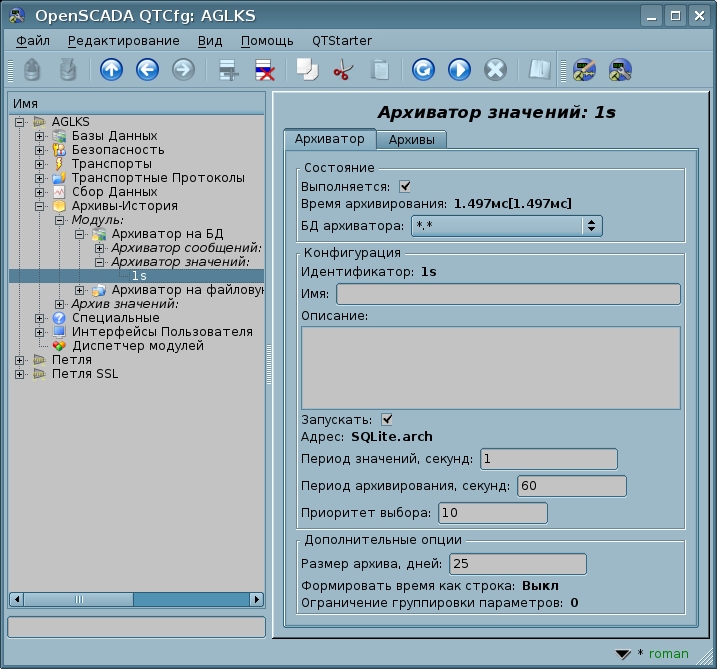 OpenSCADA QTCfg: AGLKS
Файл Редактирование Вид Помощь QTStarter
Имя
AGLKS
Базы Данных
Безопасность
Транспорты
Транспортные Протоколы
Сбор Данных
Архивы-История
Модуль:
Архиватор на БД
Архиватор сообщений:
Архиватор значений:
1s
Архиватор на файловую
Архив значений:
Специальные
Интерфейсы Пользователя
Диспетчер модулей
Петля
Петля SSL
Архиватор значений: 1s
Архиватор Архивы
Состояние
Выполняется:
Время архивирования: 1.497мс[1.497мс]
БД архиватора: *.*
Конфигурация
Идентификатор: 1s
Имя:
Описание:
Запускать:
Адрес: SQLite.arch
Период значений, секунд: 1
Период архивирования, секунд: 60
Приоритет выбора: 10
Дополнительные опции
Размер архива, дней: 25
Формировать время как строка: Выкл
Ограничение группировки параметров: 0
* roman